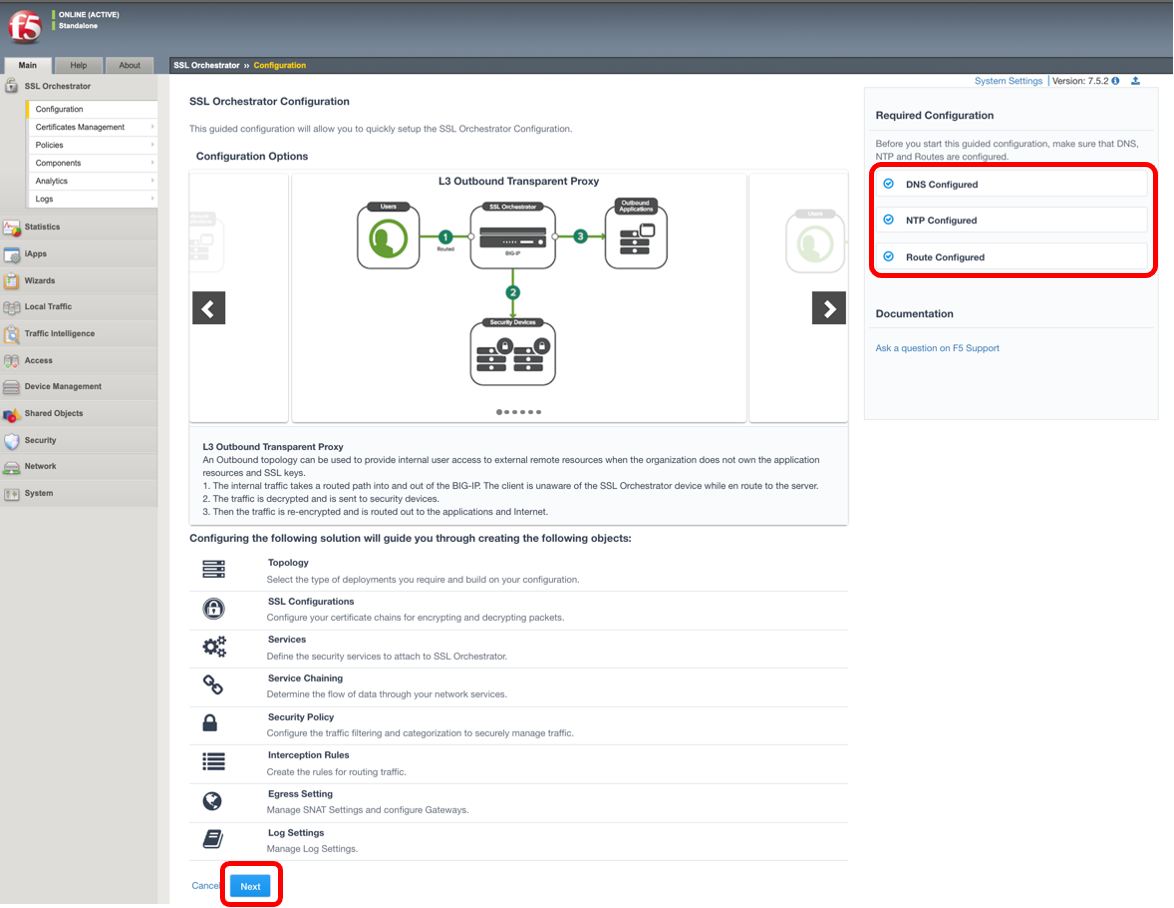 f5
ONLINE (ACTIVE)
Standalone
Main
Help
About
SSL Orchestrator » Configuration
SSL Orchestrator
Configuration
Certificates Management
Policies
Components
Analytics
Logs
Statistics
iApps
Wizards
Local Traffic
Traffic Intelligence
Access
Device Management
Shared Objects
Security
Network
System
System Settings | Version: 7.5.2
SSL Orchestrator Configuration
This guided configuration will allow you to quickly setup the SSL Orchestrator Configuration.
Configuration Options
L3 Outbound Transparent Proxy
Users
SSL Orchestrator
Outbound
Applications
Users
1
3
Routed
BIG-IP
2
Security Devices
L3 Outbound Transparent Proxy
An Outbound topology can be used to provide internal user access to external remote resources when the organization does not own the application
resources and SSL keys.
1. The internal traffic takes a routed path into and out of the BIG-IP. The client is unaware of the SSL Orchestrator device while en route to the server.
2. The traffic is decrypted and is sent to security devices.
3. Then the traffic is re-encrypted and is routed out to the applications and Internet.
Configuring the following solution will guide you through creating the following objects:
Topology
Select the type of deployments you require and build on your configuration.
SSL Configurations
Configure your certificate chains for encrypting and decrypting packets.
Services
Define the security services to attach to SSL Orchestrator.
Service Chaining
Determine the flow of data through your network services.
Security Policy
Configure the traffic filtering and categorization to securely manage traffic.
Interception Rules
Create the rules for routing traffic.
Egress Setting
Manage SNAT Settings and configure Gateways.
Log Settings
Manage Log Settings.
Cancel
Next
Required Configuration
Before you start this guided configuration, make sure that DNS,
NTP and Routes are configured.
DNS Configured
NTP Configured
Route Configured
Documentation
Ask a question on F5 Support